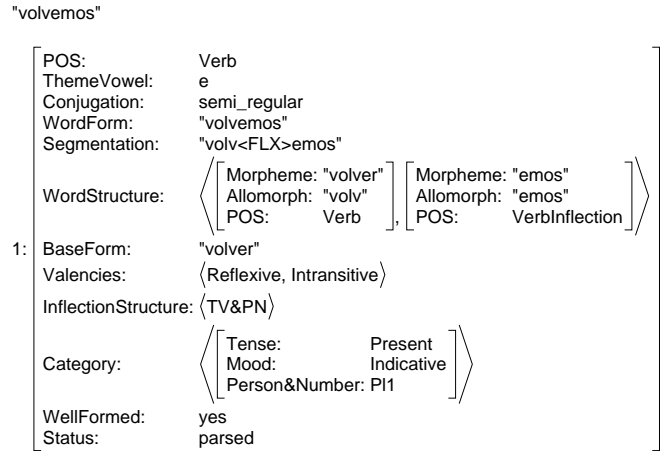 "volvemos"
POS: Verb
ThemeVowel: e
Conjugation: semi_regular
WordForm: "volvemos"
Segmentation: "volv<FLX>emos"
WordStructure: ⟨[Morpheme: "volver" Allomorph: "volv" POS: Verb], [Morpheme: "emos" Allomorph: "emos" POS: VerbInflection]⟩
1: BaseForm: "volver"
Valencies: ⟨Reflexive, Intransitive⟩
InflectionStructure: ⟨TV&PN⟩
Category: ⟨[Tense: Present Mood: Indicative Person&Number: Pl1]⟩
WellFormed: yes
Status: parsed